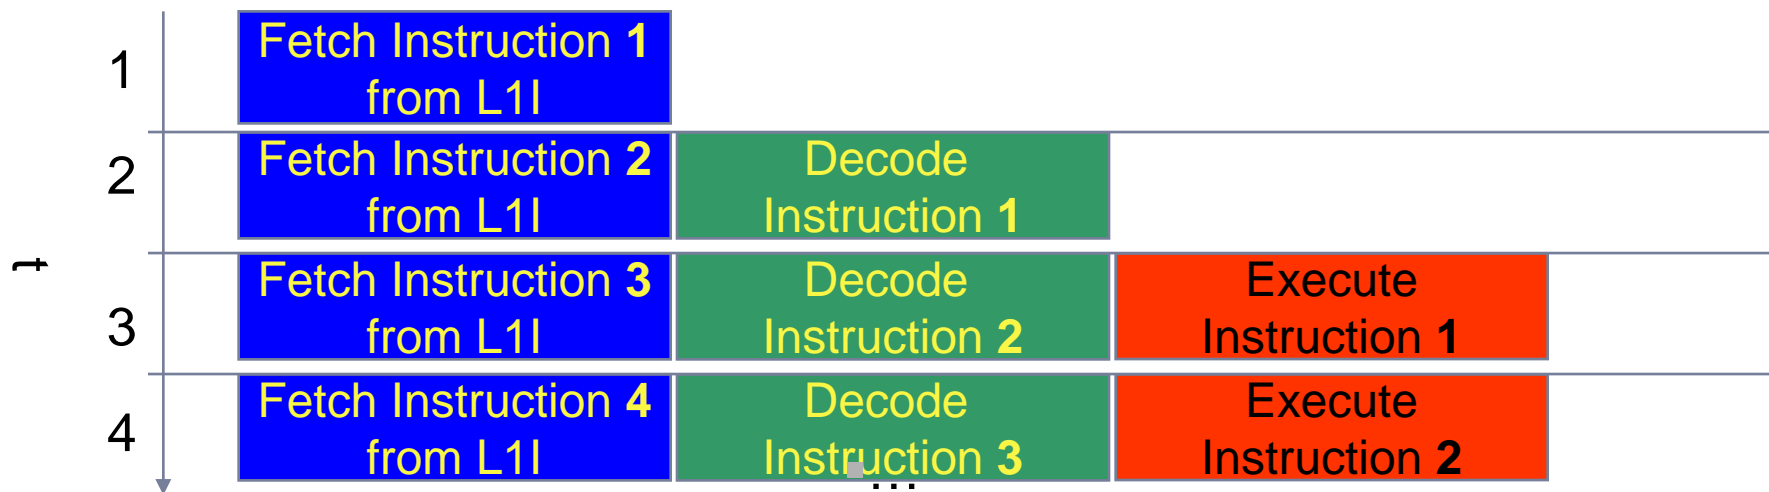 1
Fetch Instruction 1
from L1I
2
Fetch Instruction 2
from L1I
Decode
Instruction 1
t
3
Fetch Instruction 3
from L1I
Decode
Instruction 2
Execute
Instruction 1
4
Fetch Instruction 4
from L1I
Decode
Instruction 3
Execute
Instruction 2
...